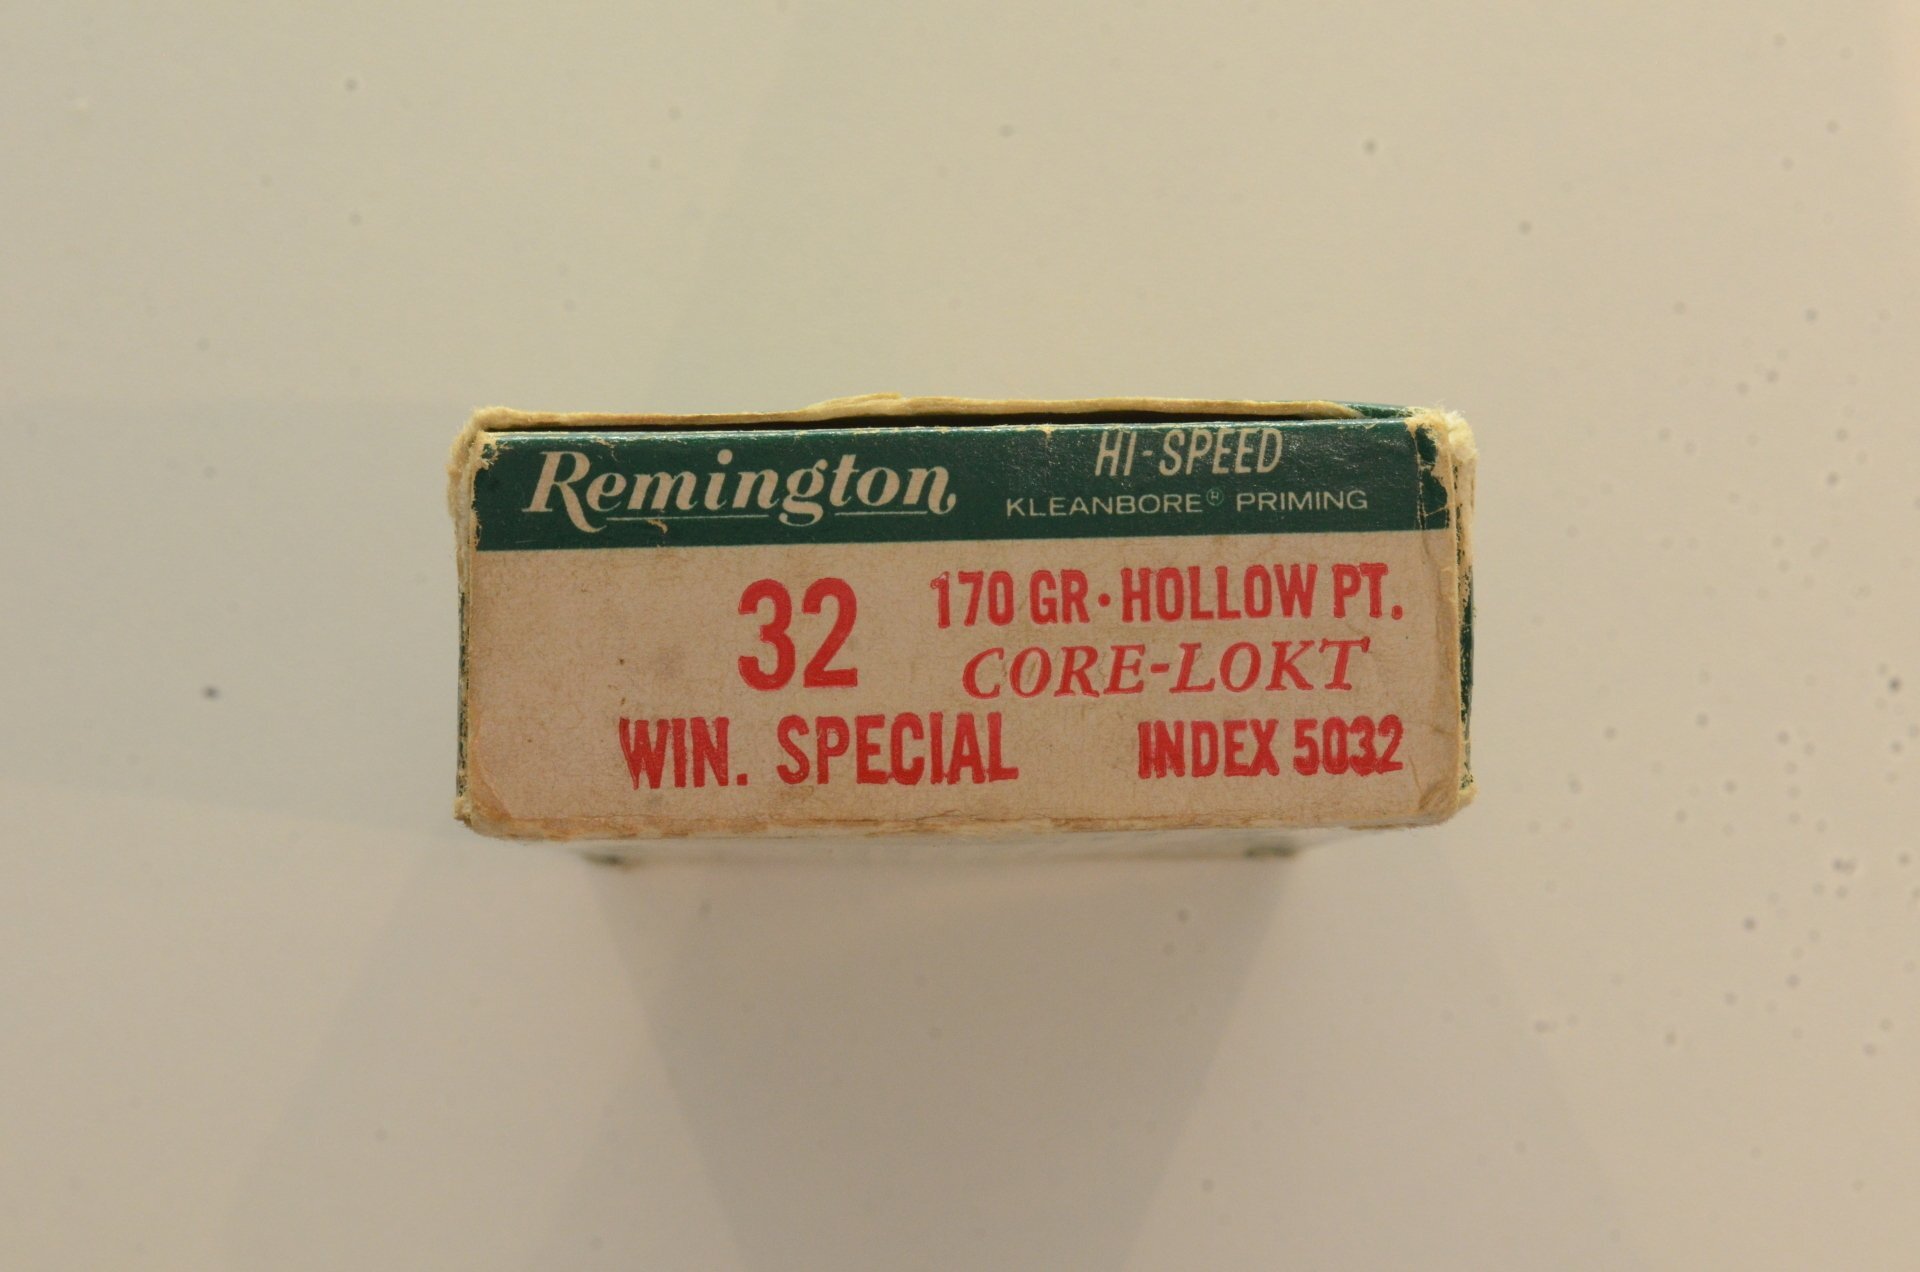 Remington
HI-SPEED
KLEANBORE® PRIMING
32
WIN. SPECIAL
170 GR·HOLLOW PT.
CORE-LOKT
INDEX 5032